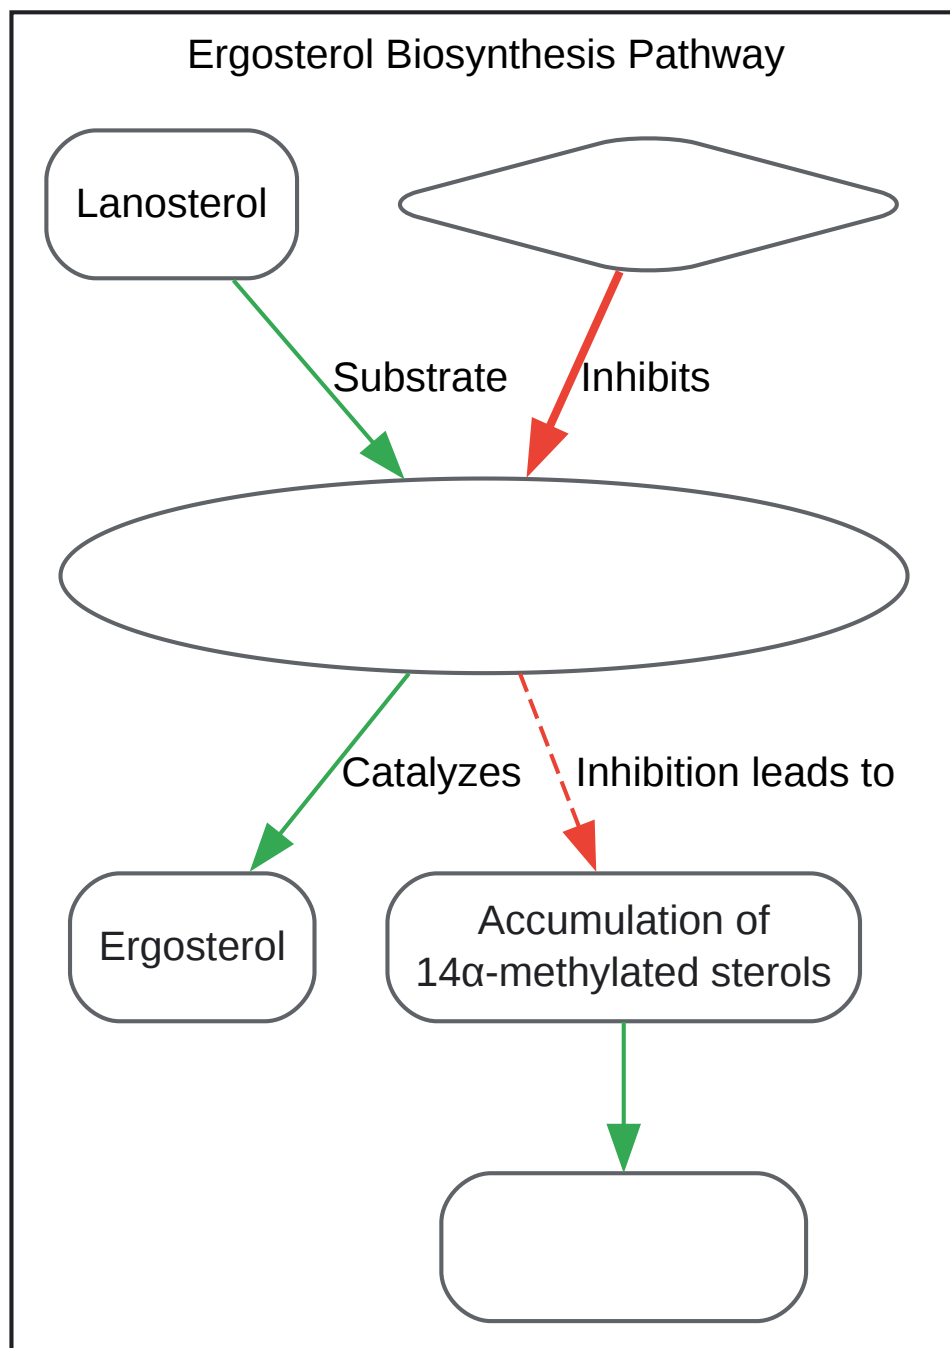 Ergosterol Biosynthesis Pathway
Lanosterol
Substrate
Inhibits
Catalyzes
Inhibition leads to
Ergosterol
Accumulation of
14α-methylated sterols